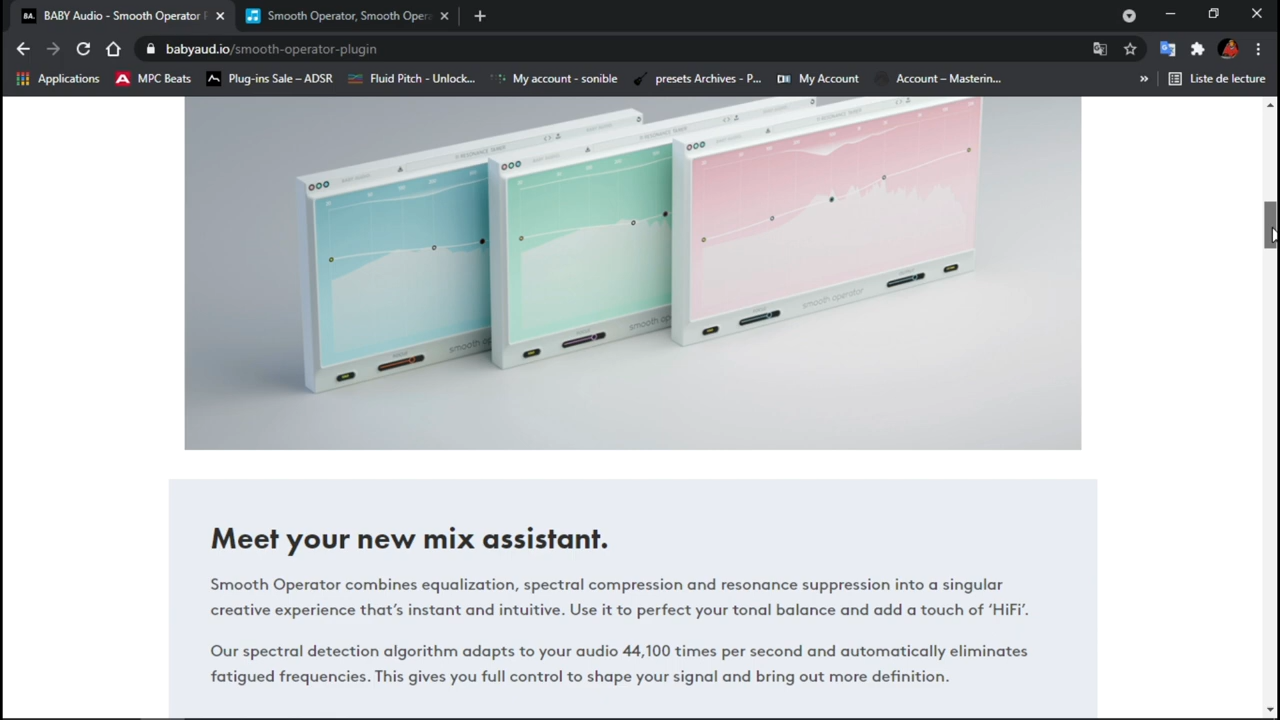 BA. BABY Audio - Smooth Operator P
Smooth Operator, Smooth Opera
babyaud.io/smooth-operator-plugin
Applications
MPC Beats
Plug-ins Sale – ADSR
Fluid Pitch - Unlock...
My account - sonible
presets Archives - P...
My Account
Account – Masterin...
»
Liste de lecture
smooth operator
Meet your new mix assistant.
Smooth Operator combines equalization, spectral compression and resonance suppression into a singular
creative experience that's instant and intuitive. Use it to perfect your tonal balance and add a touch of ‘HiFi’.
Our spectral detection algorithm adapts to your audio 44,100 times per second and automatically eliminates
fatigued frequencies. This gives you full control to shape your signal and bring out more definition.